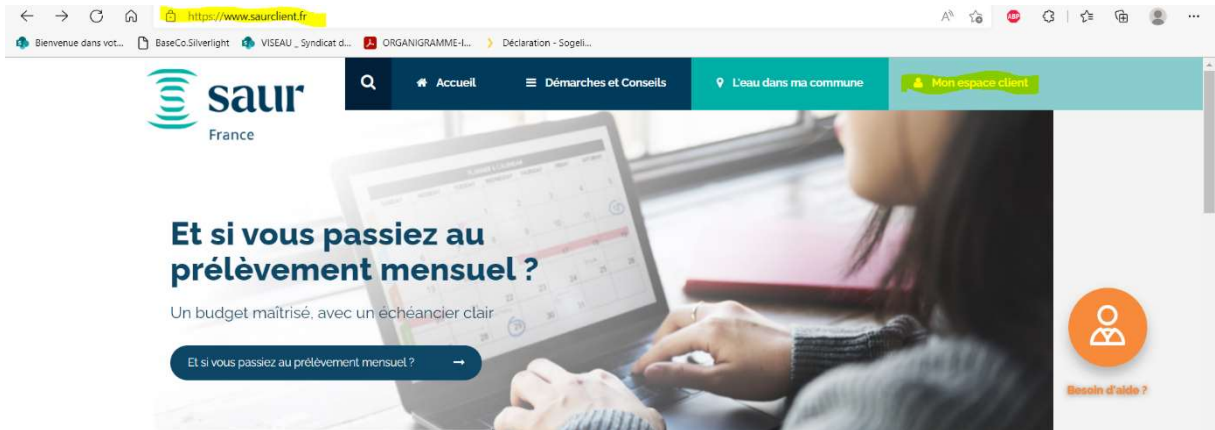 https://www.saurclient.fr
Bienvenue dans vot... BaseCo.Silverlight VISEAU _ Syndicat d... ORGANIGRAMME-I... Déclaration - Sogeli...
saur
France
Accueil Démarches et Conseils L'eau dans ma commune Mon espace client
Et si vous passiez au
prélèvement mensuel ?
Un budget maîtrisé, avec un échéancier clair
Et si vous passiez au prélèvement mensuel ? →
Besoin d'aide ?